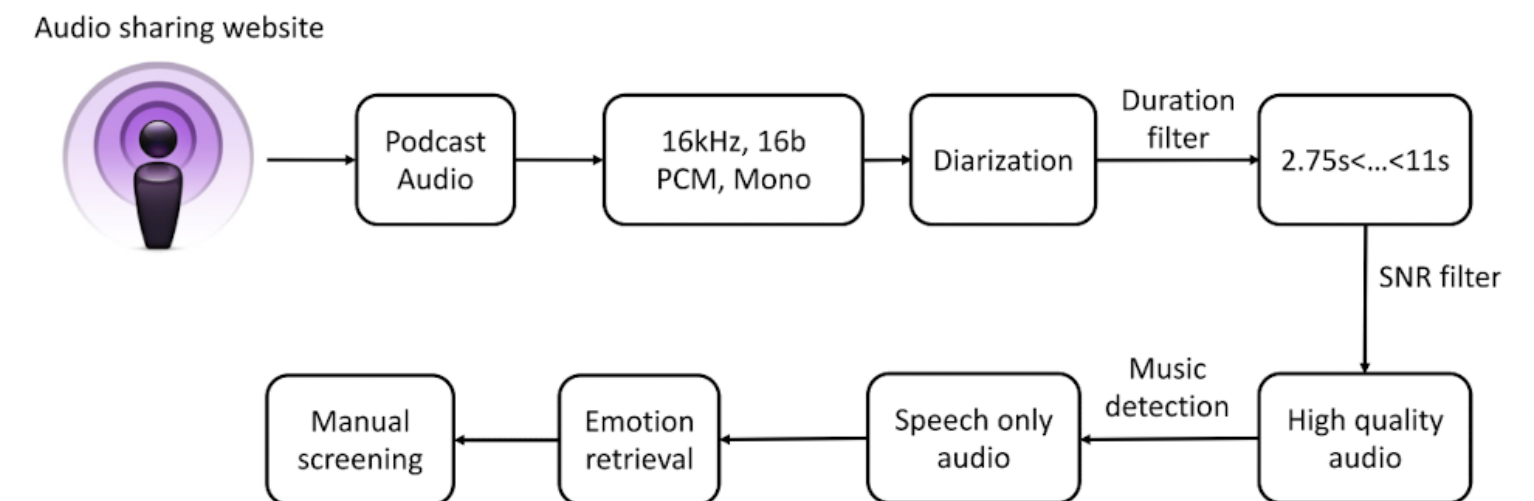 Audio sharing website
Podcast
Audio
16kHz, 16b
PCM, Mono
Diarization
Duration
filter
2.75s<...<11s
SNR filter
High quality
audio
Music
detection
Speech only
audio
Emotion
retrieval
Manual
screening